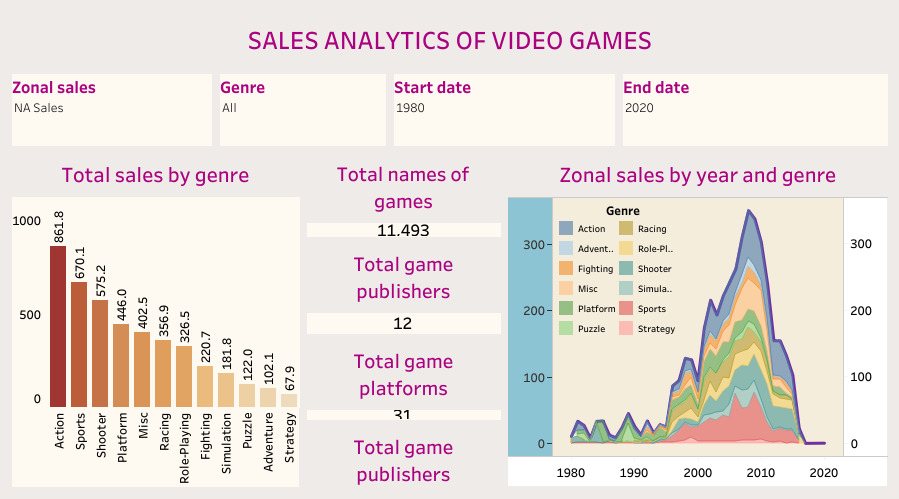 SALES ANALYTICS OF VIDEO GAMES
Zonal sales
NA Sales
Genre
All
Start date
1980
End date
2020
Total sales by genre
1000
500
0
861.8
670.1
575.2
446.0
402.5
356.9
326.5
220.7
181.8
122.0
102.1
67.9
Action
Sports
Shooter
Platform
Misc
Racing
Role-Playing
Fighting
Simulation
Puzzle
Adventure
Strategy
Total names of
games
11.493
Total game
publishers
12
Total game
platforms
31
Total game
publishers
Zonal sales by year and genre
Genre
Action
Racing
Advent..
Role-Pl..
Fighting
Shooter
Misc
Simula..
Platform
Sports
Puzzle
Strategy
300
200
100
0
300
200
100
0
1980
1990
2000
2010
2020